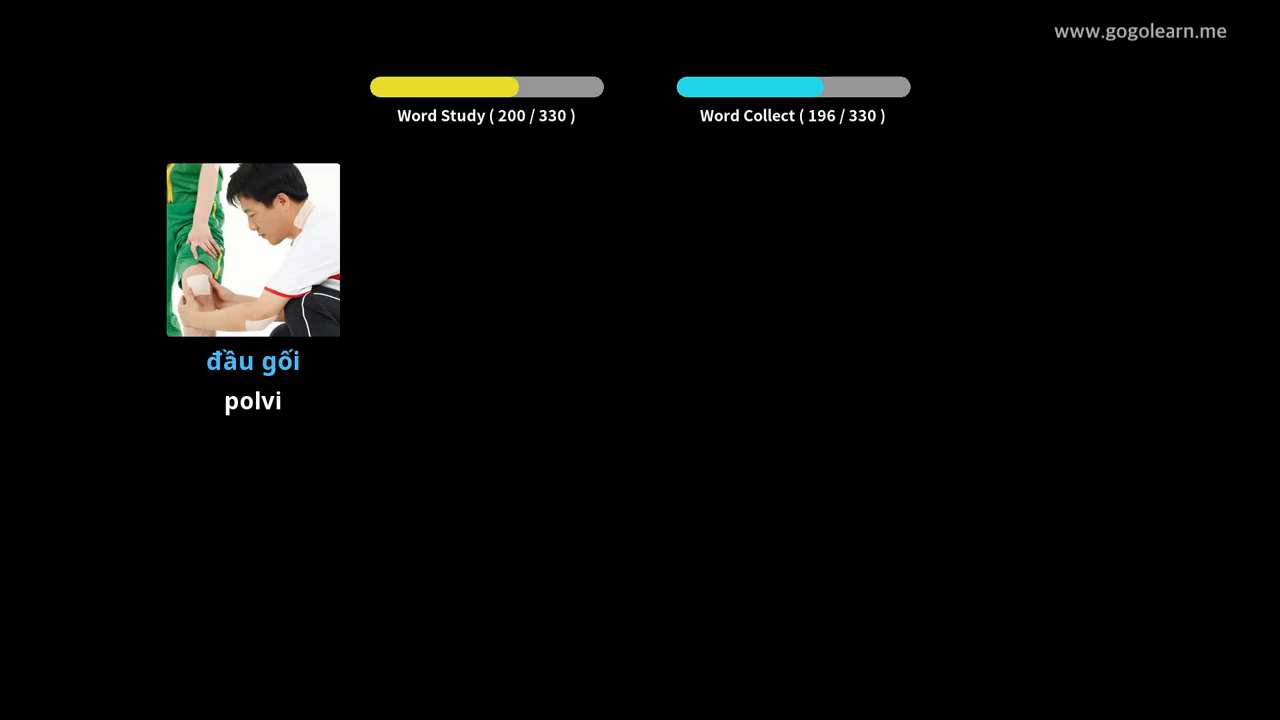 www.gogolearn.me
Word Study ( 200 / 330 )
Word Collect ( 196 / 330 )
đầu gối
polvi